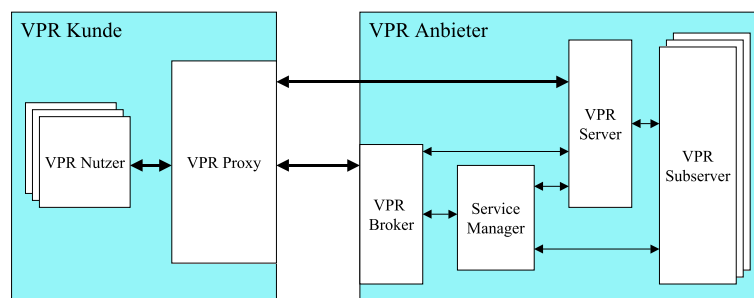 VPR Kunde
VPR Anbieter
VPR Nutzer
VPR Proxy
VPR
Broker
Service
Manager
VPR
Server
VPR
Subserver